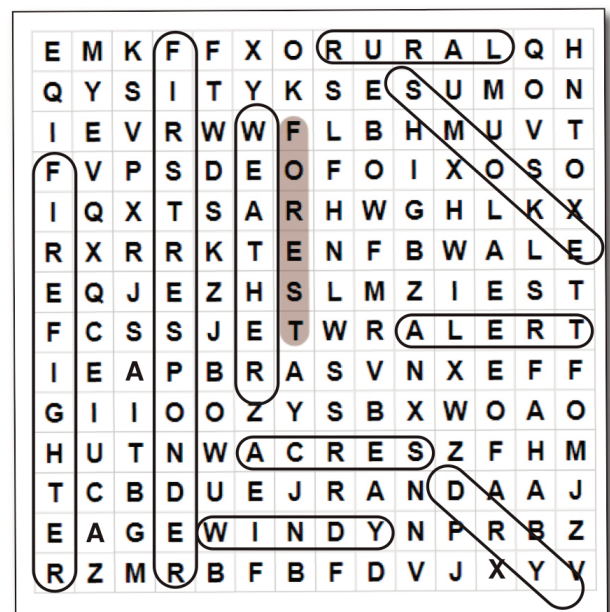 E M K F F X O R U R A L Q H
Q Y S I T Y K S E S U M O N
I E V R W W F L B H M U V T
F V P S D E O F O I X O S O
I Q X T S A R H W G H L K X
R X R R K T E N F B W A L E
E Q J E Z H S L M Z I E S T
F C S S J E T W R A L E R T
I E A P B R A S V N X E F F
G I I O O Z Y S B X W O A O
H U T N W A C R E S Z F H M
T C B D U E J R A N D A A J
E A G E W I N D Y N P R B Z
R Z M R B F B F D V J X Y V